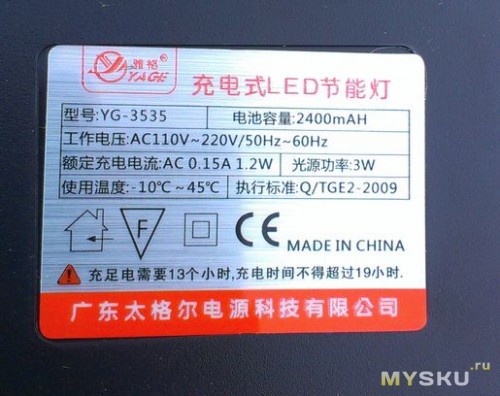 雅格
YAGE
充电式LED节能灯
型号:YG-3535 电池容量:2400mAH
工作电压:AC110V~220V/50Hz~60Hz
额定充电电流:AC 0.15A 1.2W 光源功率:3W
使用温度:-10℃~45℃ 执行标准:Q/TGE2-2009
F CE MADE IN CHINA
充足电需要13个小时,充电时间不得超过19小时.
广东太格尔电源科技有限公司
MYSKU.ru